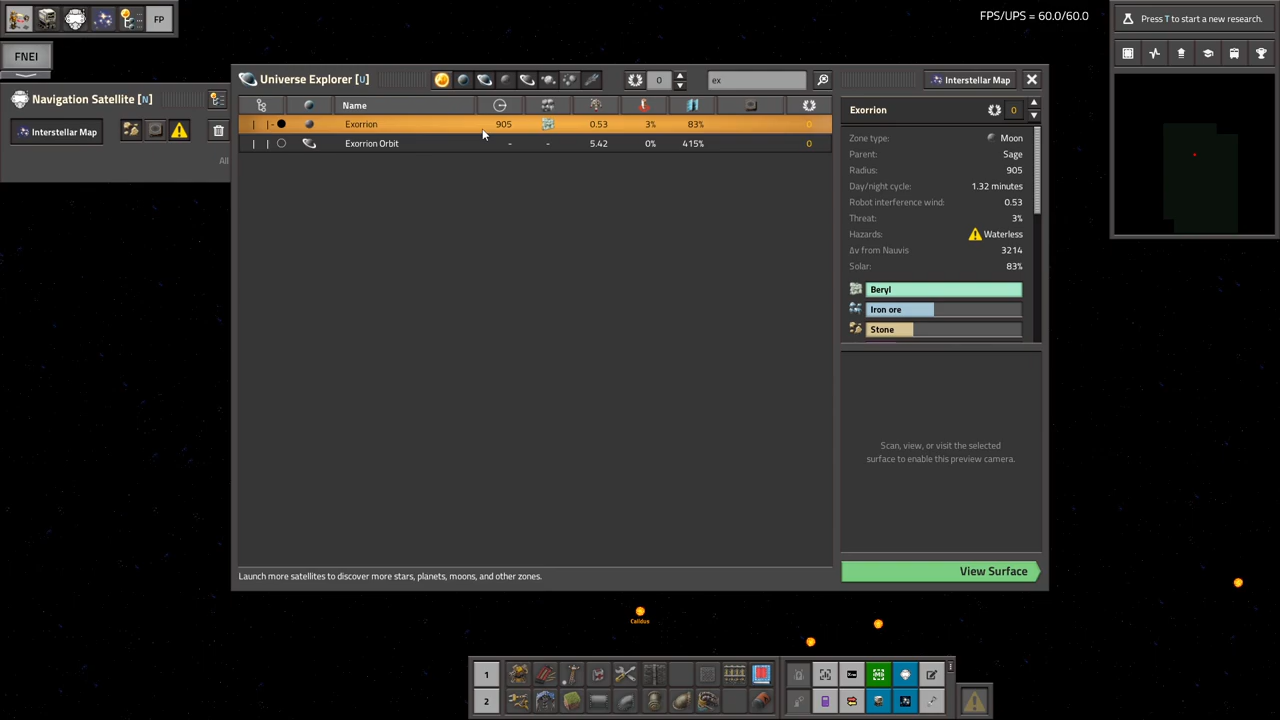 FP
FPS/UPS = 60.0/60.0
Press T to start a new research.
FNEI
Navigation Satellite [N]
Interstellar Map
All
Universe Explorer [U]
0
ex
Interstellar Map
Name
Exorrion
905
0.53
3%
83%
0
Exorrion Orbit
-
-
5.42
0%
415%
0
Exorrion
0
Zone type:
Moon
Parent:
Sage
Radius:
905
Day/night cycle:
1.32 minutes
Robot interference wind:
0.53
Threat:
3%
Hazards:
Waterless
Δv from Nauvis
3214
Solar:
83%
Beryl
Iron ore
Stone
Scan, view, or visit the selected
surface to enable this preview camera.
View Surface
Launch more satellites to discover more stars, planets, moons, and other zones.
Calidus
1
2